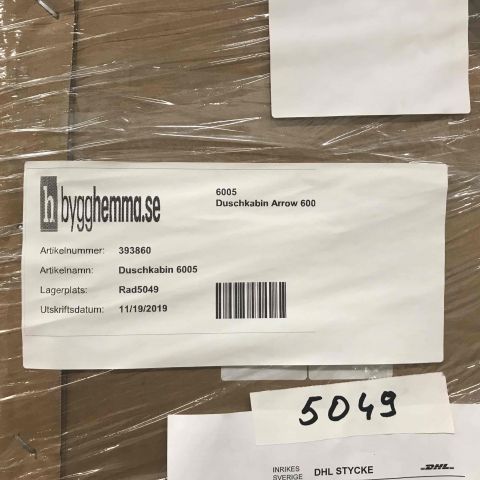 h bygghemma.se
6005
Duschkabin Arrow 600
Artikelnummer: 393860
Artikelnamn: Duschkabin 6005
Lagerplats: Rad5049
Utskriftsdatum: 11/19/2019
5049
INRIKES
SVERIGE
DHL STYCKE
DHL